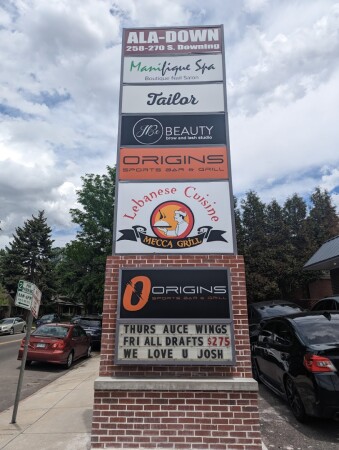 ALA-DOWN
258-270 S. Downing
Manifique Spa
Boutique Nail Salon
Tailor
BEAUTY
brow and lash studio
ORIGINS
SPORTS BAR & GRILL
Lebanese Cuisine
MECCA GRILL
ORIGINS
SPORTS BAR & GRILL
THURS AUCE WINGS
FRI ALL DRAFTS $275
WE LOVE U JOSH